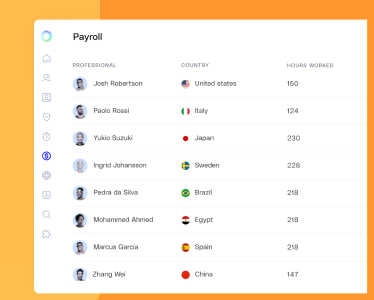 Payroll
PROFESSIONAL COUNTRY HOURS WORKED
Josh Robertson United states 150
Paolo Rossi Italy 124
Yukio Suzuki Japan 230
Ingrid Johansson Sweden 228
Pedra da Silva Brazil 218
Mohammed Ahmed Egypt 218
Marcus García Spain 218
Zhang Wei China 147